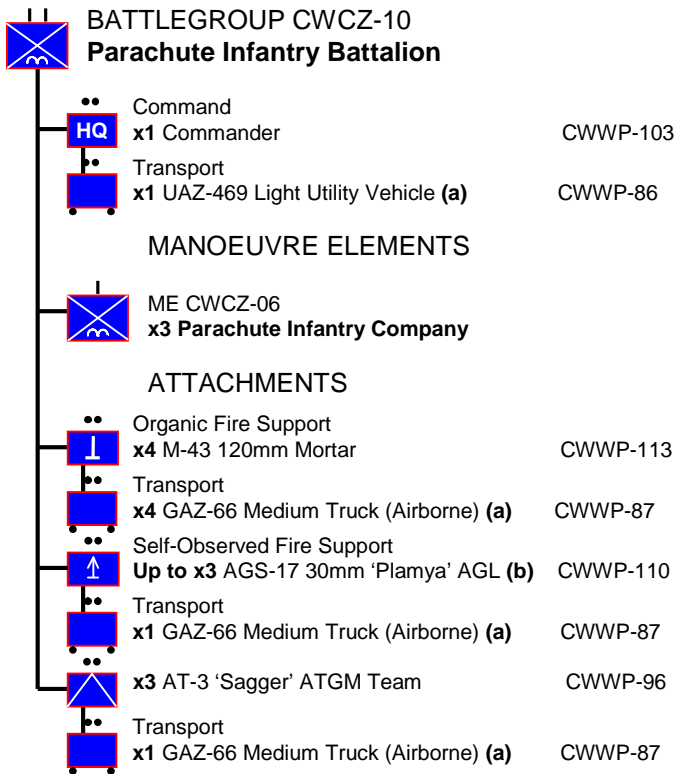 BATTLEGROUP CWCZ-10
Parachute Infantry Battalion
Command
HQ x1 Commander CWWP-103
Transport
x1 UAZ-469 Light Utility Vehicle (a) CWWP-86
MANOEUVRE ELEMENTS
ME CWCZ-06
x3 Parachute Infantry Company
ATTACHMENTS
Organic Fire Support
x4 M-43 120mm Mortar CWWP-113
Transport
x4 GAZ-66 Medium Truck (Airborne) (a) CWWP-87
Self-Observed Fire Support
Up to x3 AGS-17 30mm ‘Plamya’ AGL (b) CWWP-110
Transport
x1 GAZ-66 Medium Truck (Airborne) (a) CWWP-87
x3 AT-3 ‘Sagger’ ATGM Team CWWP-96
Transport
x1 GAZ-66 Medium Truck (Airborne) (a) CWWP-87